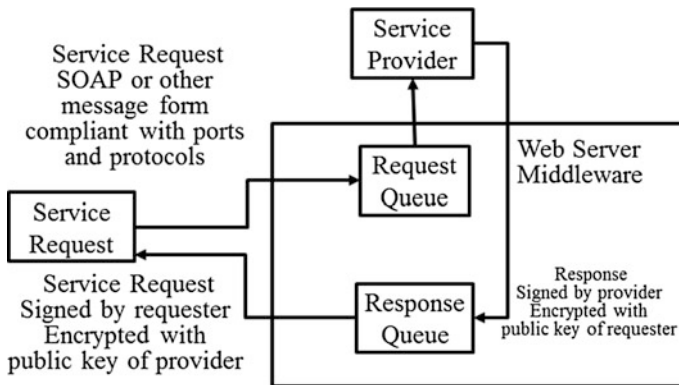 Service Request
SOAP or other
message form
compliant with ports
and protocols
Service
Provider
Web Server
Middleware
Request
Queue
Service
Request
Service Request
Signed by requester
Encrypted with
public key of provider
Response
Queue
Response
Signed by provider
Encrypted with
public key of requester